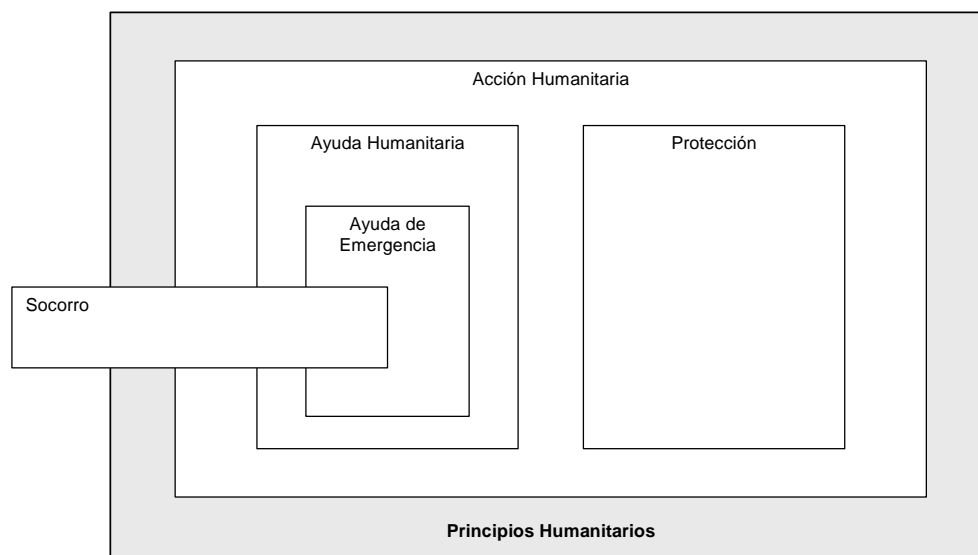 Acción Humanitaria
Ayuda Humanitaria
Protección
Ayuda de
Emergencia
Socorro
Principios Humanitarios